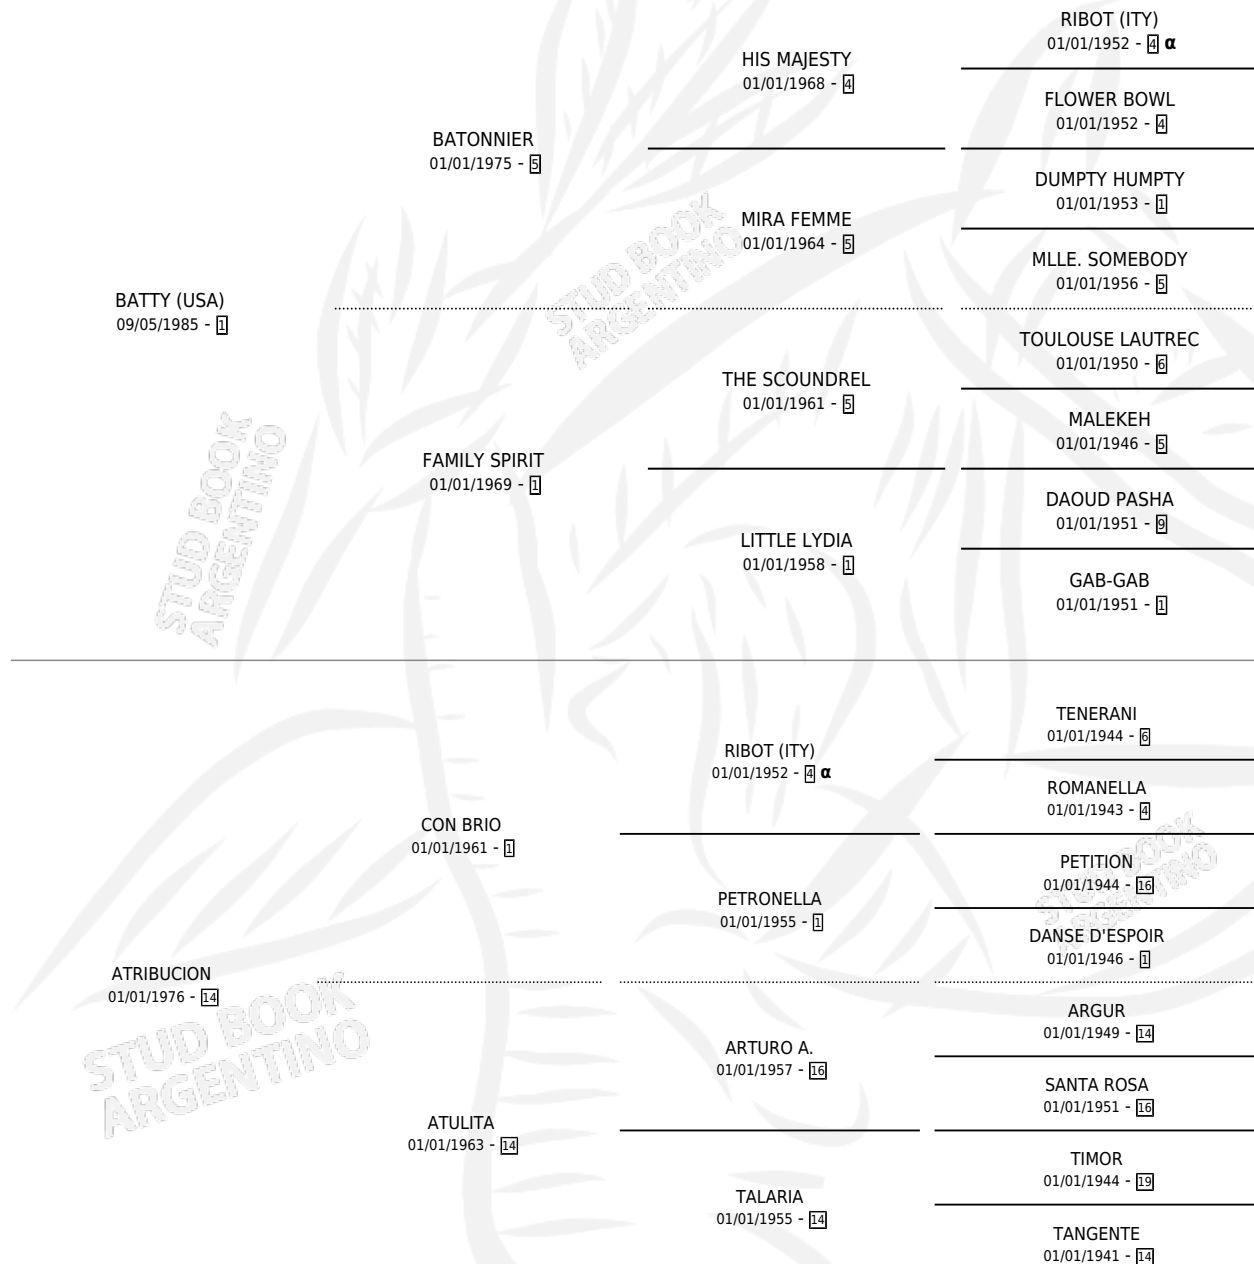 RIBOT (ITY)
01/01/1952 - 4 α
HIS MAJESTY
01/01/1968 - 4
FLOWER BOWL
01/01/1952 - 4
BATONNIER
01/01/1975 - 5
DUMPTY HUMPTY
01/01/1953 - 1
MIRA FEMME
01/01/1964 - 5
MLLE. SOMEBODY
01/01/1956 - 5
BATTY (USA)
09/05/1985 - 1
TOULOUSE LAUTREC
01/01/1950 - 6
THE SCOUNDREL
01/01/1961 - 5
MALEKEH
01/01/1946 - 5
FAMILY SPIRIT
01/01/1969 - 1
DAOUD PASHA
01/01/1951 - 9
LITTLE LYDIA
01/01/1958 - 1
GAB-GAB
01/01/1951 - 1
TENERANI
01/01/1944 - 6
RIBOT (ITY)
01/01/1952 - 4 α
ROMANELLA
01/01/1943 - 4
CON BRIO
01/01/1961 - 1
PETITION
01/01/1944 - 16
PETRONELLA
01/01/1955 - 1
DANSE D'ESPOIR
01/01/1946 - 1
ATRIBUCION
01/01/1976 - 14
ARGUR
01/01/1949 - 14
ARTURO A.
01/01/1957 - 16
SANTA ROSA
01/01/1951 - 16
ATULITA
01/01/1963 - 14
TIMOR
01/01/1944 - 19
TALARIA
01/01/1955 - 14
TANGENTE
01/01/1941 - 14
STUD BOOK
ARGENTINO
STUD BOOK
ARGENTINO
STUD BOOK
ARGENTINO
STUD BOOK
ARGENTINO